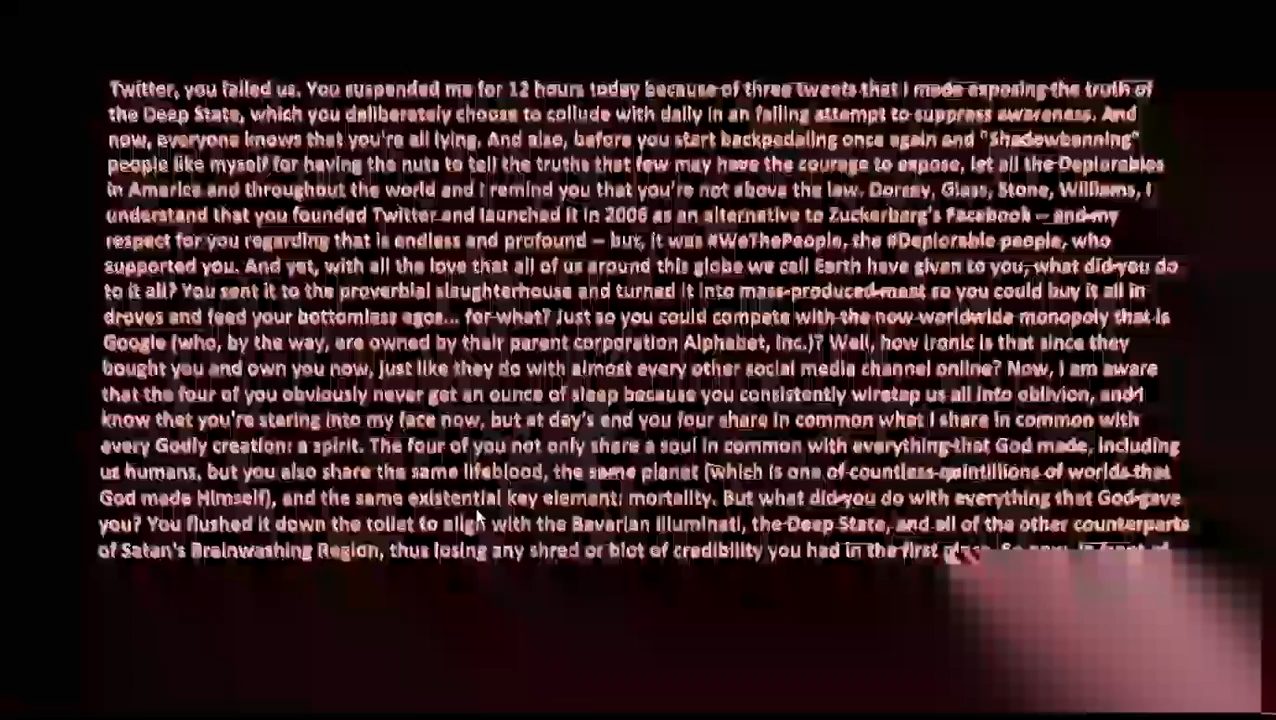 Twitter, you failed us. You suspended me for 12 hours today because of three tweets that I made exposing the truth of
the Deep State, which you deliberately choose to collude with daily in an failing attempt to suppress awareness. And
now, everyone knows that you're all lying. And also, before you start backpedaling once again and "Shadowbanning"
people like myself for having the nuts to tell the truths that few may have the courage to expose, let all the Deplorables
in America and throughout the world and I remind you that you're not above the law. Dorsey, Glass, Stone, Williams, I
understand that you founded Twitter and launched it in 2006 as an alternative to Zuckerberg's Facebook – and my
respect for you regarding that is endless and profound – but, it was #WeThePeople, the #Deplorable people, who
supported you. And yet, with all the love that all of us around this globe we call Earth have given to you, what did you do
to it all? You sent it to the proverbial slaughterhouse and turned it into mass-produced meat so you could buy it all in
droves and feed your bottomless egos... for what? Just so you could compete with the now worldwide monopoly that is
Google (who, by the way, are owned by their parent corporation Alphabet, Inc.)? Well, how ironic is that since they
bought you and own you now, just like they do with almost every other social media channel online? Now, I am aware
that the four of you obviously never get an ounce of sleep because you consistently wiretap us all into oblivion, and I
know that you're staring into my face now, but at day's end you four share in common what I share in common with
every Godly creation: a spirit. The four of you not only share a soul in common with everything that God made, including
us humans, but you also share the same lifeblood, the same planet (which is one of countless quintillions of worlds that
God made Himself), and the same existential key element: mortality. But what did you do with everything that God gave
you? You flushed it down the toilet to align with the Bavarian Illuminati, the Deep State, and all of the other counterparts
of Satan's Brainwashing Region, thus losing any shred or blot of credibility you had in the first